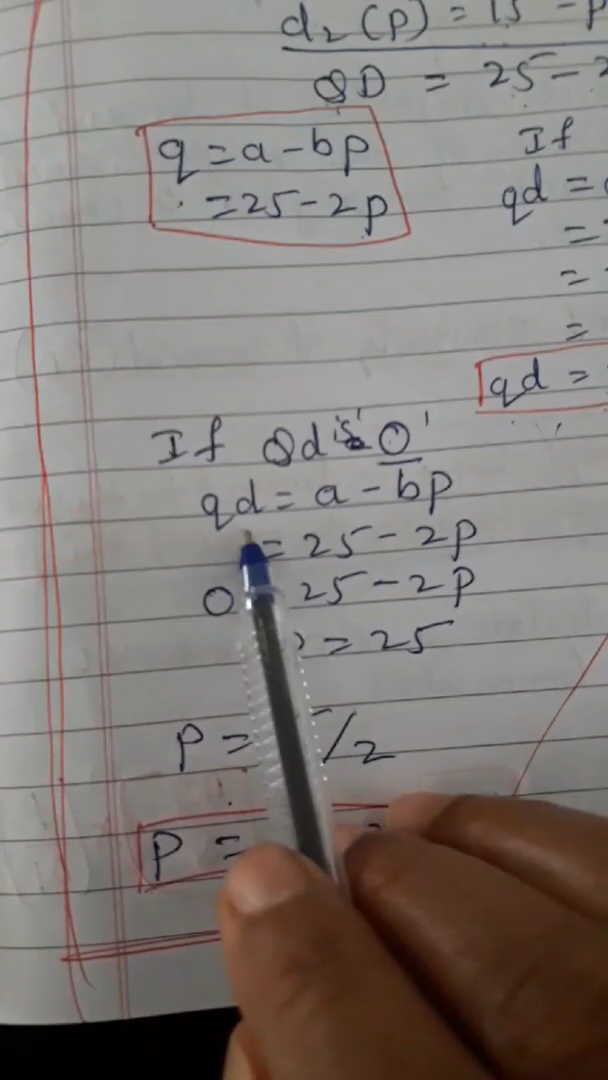 d₂(P) = 15 - P
QD = 25 -
q = a - bp
= 25 - 2p
If
qd =
=
=
=
qd =
If Qd is '0'
qd = a - bp
= 25 - 2p
0 25 - 2p
= 25
P = /2
P =